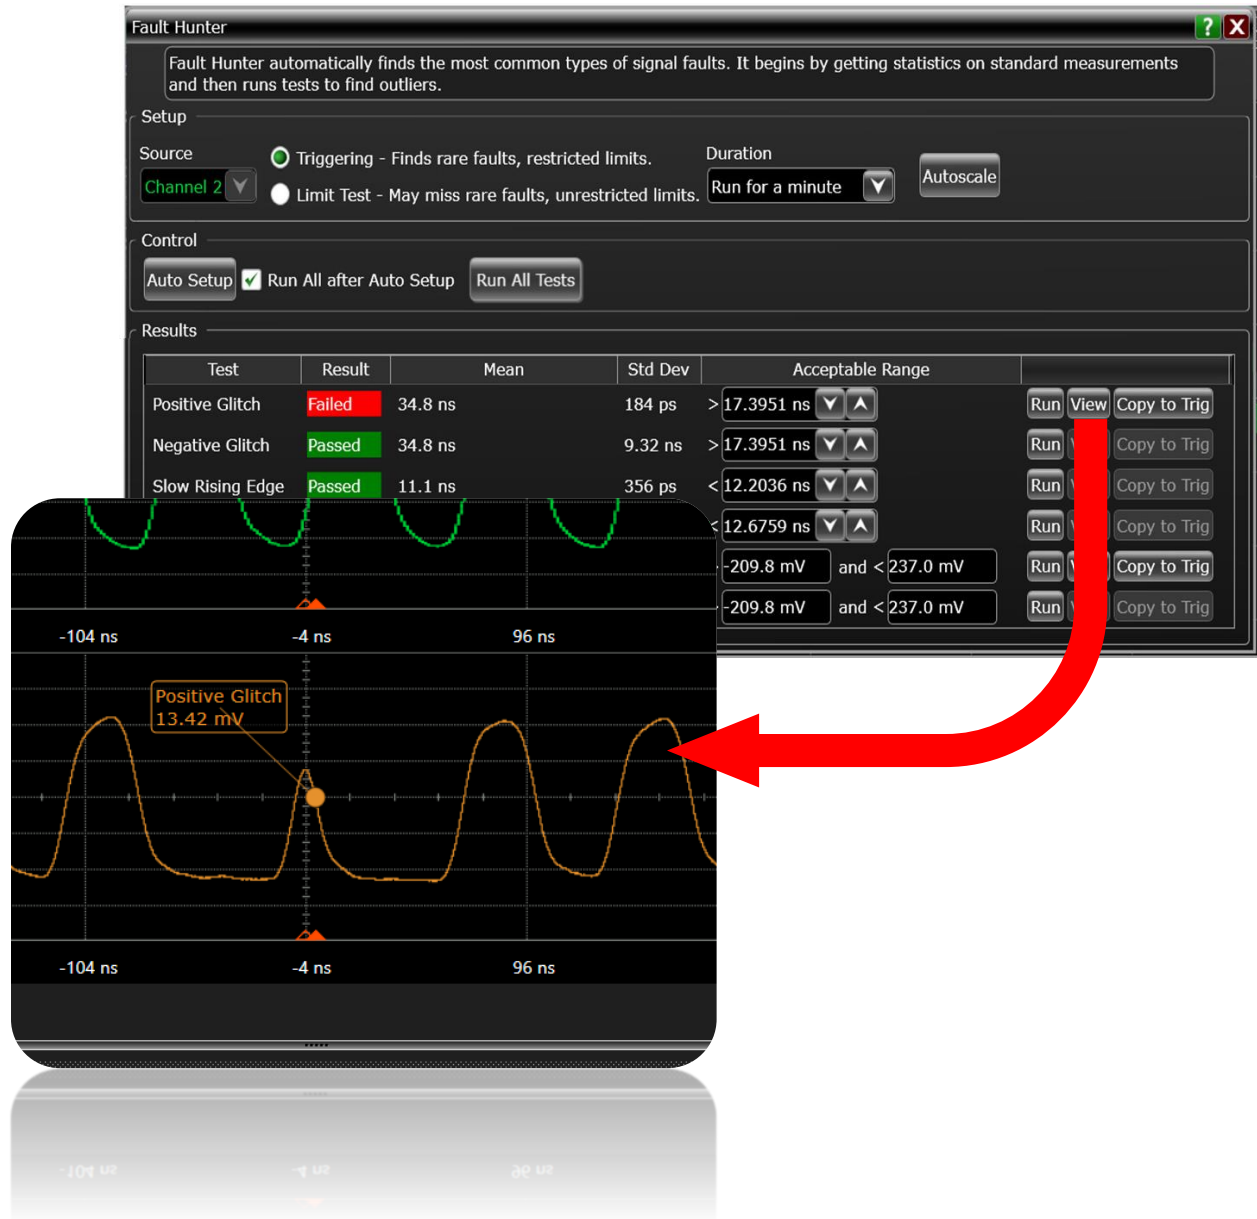 Fault Hunter
? X
Fault Hunter automatically finds the most common types of signal faults. It begins by getting statistics on standard measurements
and then runs tests to find outliers.
Setup
Source
Channel 2
Triggering - Finds rare faults, restricted limits.
Limit Test - May miss rare faults, unrestricted limits.
Duration
Run for a minute
Autoscale
Control
Auto Setup Run All after Auto Setup Run All Tests
Results
Test Result Mean Std Dev Acceptable Range
Positive Glitch Failed 34.8 ns 184 ps > 17.3951 ns Run View Copy to Trig
Negative Glitch Passed 34.8 ns 9.32 ns > 17.3951 ns Run Copy to Trig
Slow Rising Edge Passed 11.1 ns 356 ps < 12.2036 ns Run Copy to Trig
< 12.6759 ns Run Copy to Trig
-209.8 mV and < 237.0 mV Run Copy to Trig
-209.8 mV and < 237.0 mV Run Copy to Trig
-104 ns -4 ns 96 ns
Positive Glitch
13.42 mV
-104 ns -4 ns 96 ns